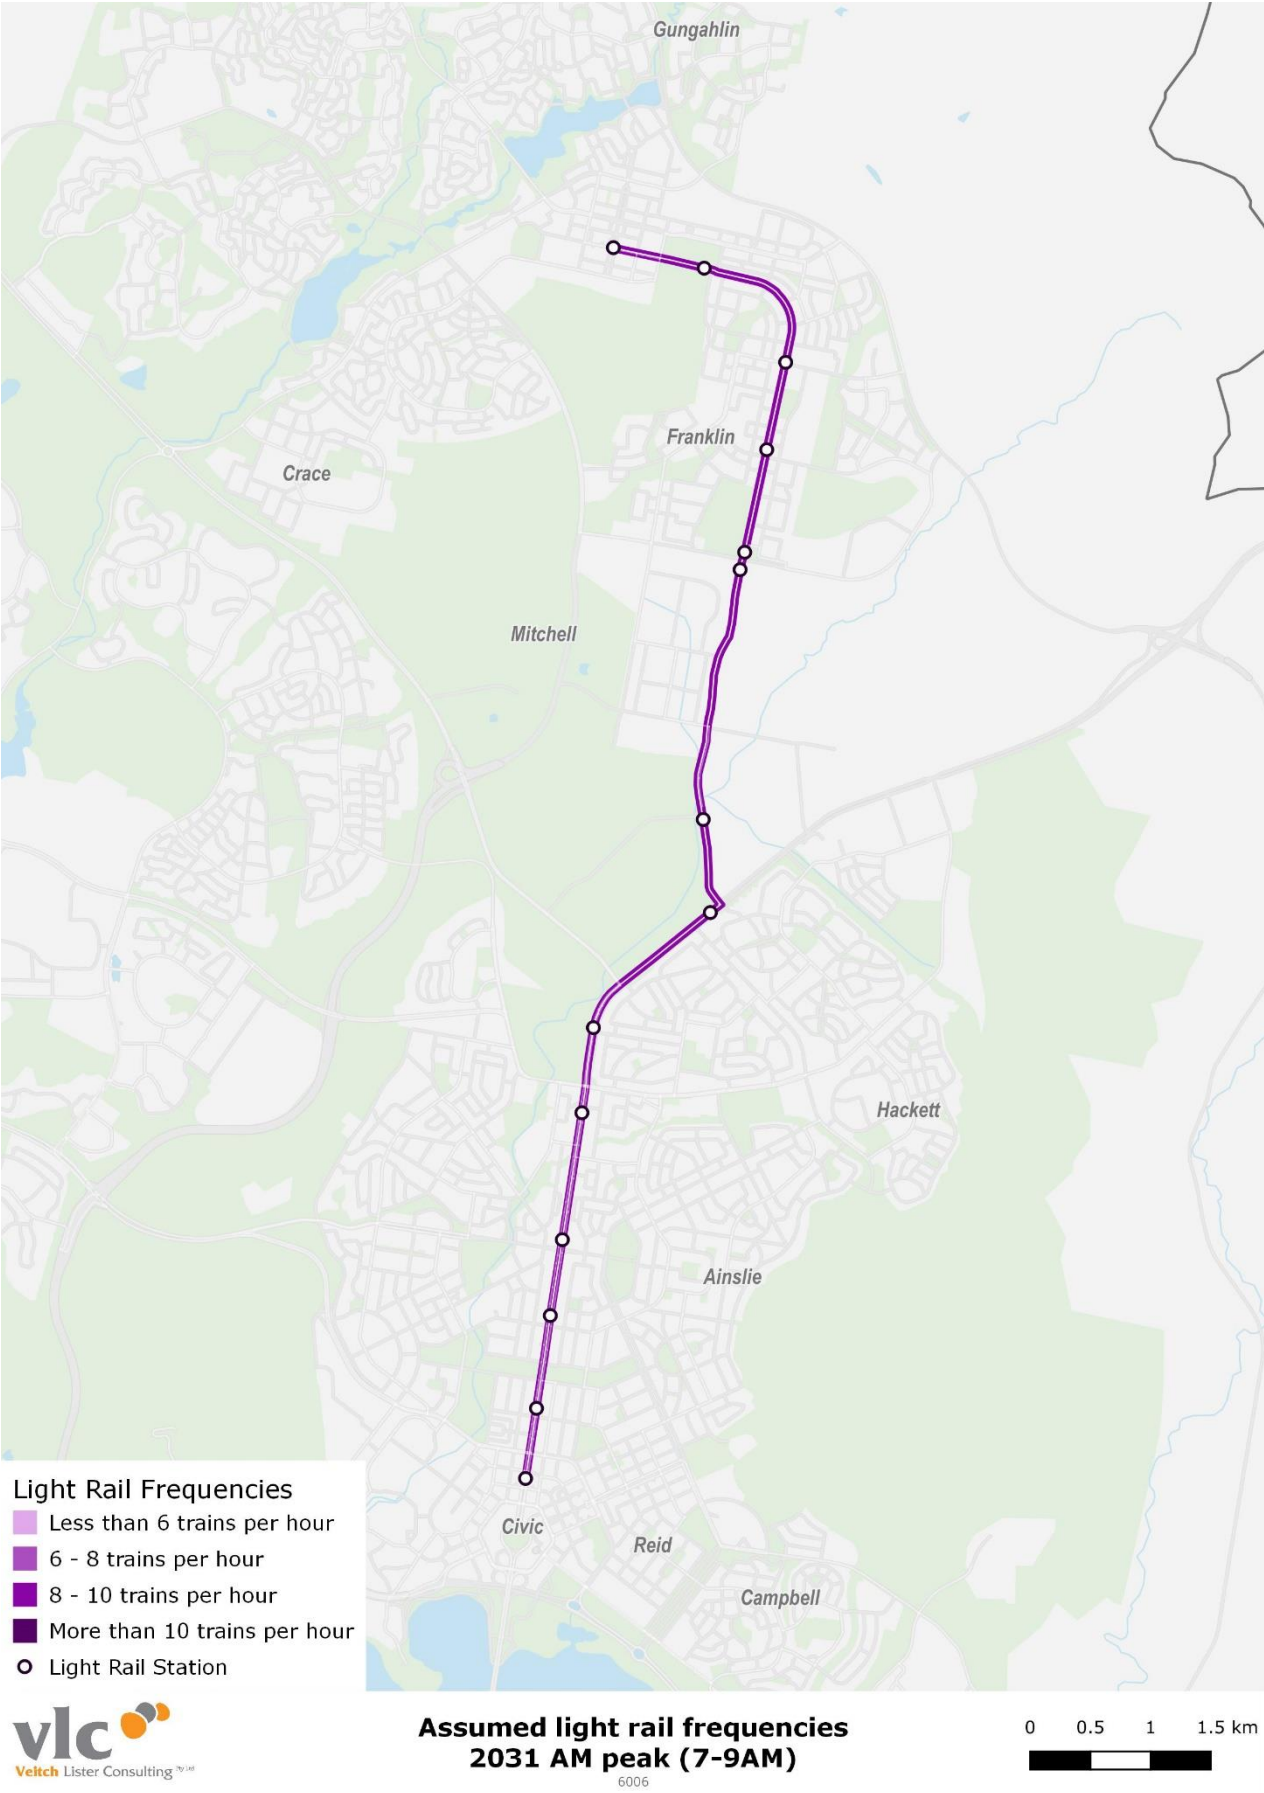 Gungahlin
Franklin
Crace
Mitchell
Hackett
Ainslie
Civic
Reid
Campbell
Light Rail Frequencies
Less than 6 trains per hour
6 - 8 trains per hour
8 - 10 trains per hour
More than 10 trains per hour
Light Rail Station
vlc
Veitch Lister Consulting Pty Ltd
Assumed light rail frequencies
2031 AM peak (7-9AM)
6006
0 0.5 1 1.5 km